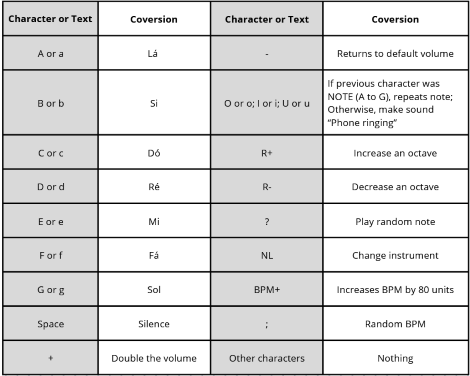 Character or Text Coversion Character or Text Coversion
A or a Lá - Returns to default volume
B or b Si O or o; I or i; U or u If previous character was
NOTE (A to G), repeats note;
Otherwise, make sound
“Phone ringing”
C or c Dó R+ Increase an octave
D or d Ré R- Decrease an octave
E or e Mi ? Play random note
F or f Fá NL Change instrument
G or g Sol BPM+ Increases BPM by 80 units
Space Silence ; Random BPM
+ Double the volume Other characters Nothing